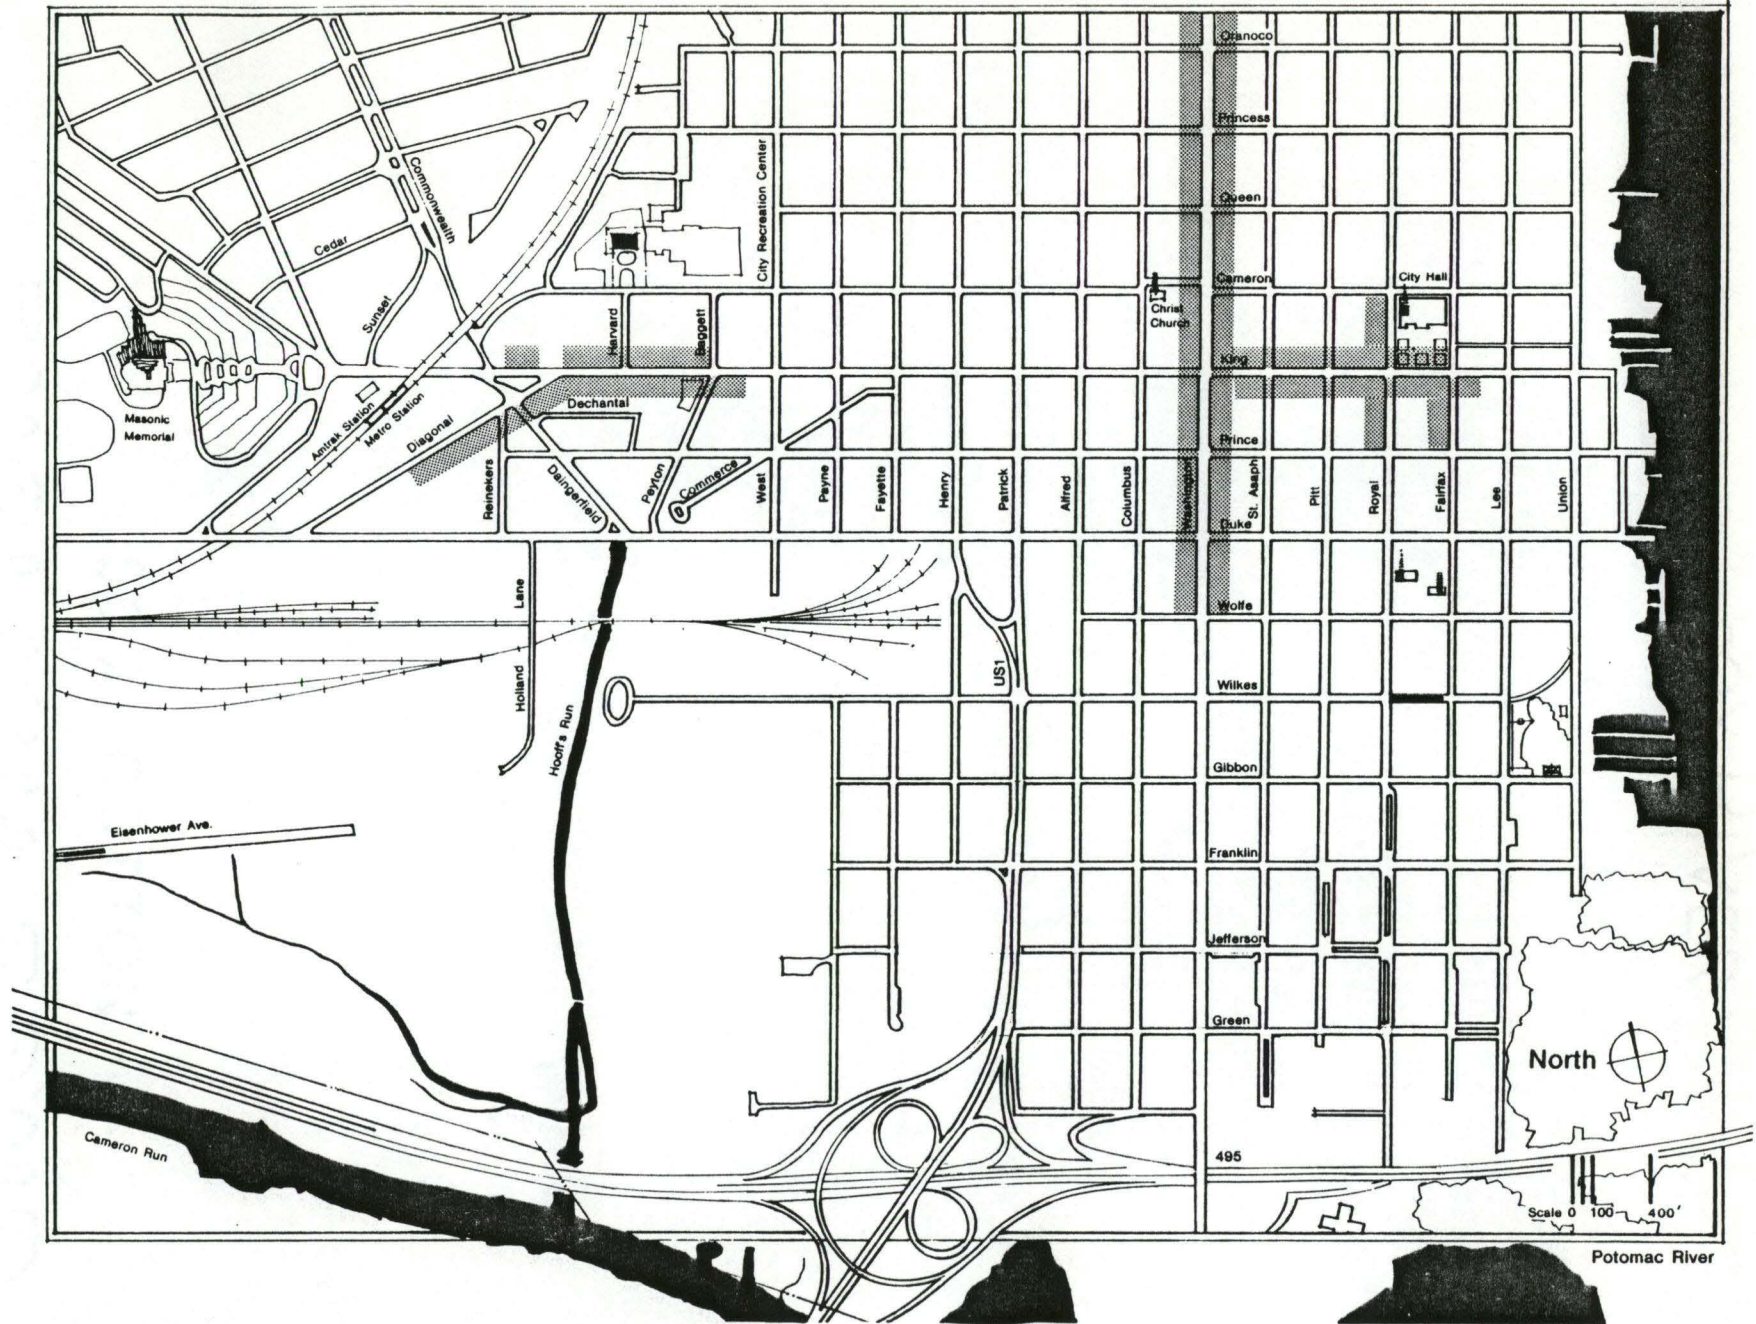 Oranoco
Princess
Commonwealth
City Recreation Center
Queen
Cedar
Cameron
City Hall
Sunset
Christ
Church
Harvard
Baggett
King
Masonic
Memorial
Amtrak Station
Metro Station
Diagonal
Dechantal
Prince
Reinekers
Daingerfield
Peyton
Commerce
West
Payne
Fayette
Henry
Patrick
Alfred
Columbus
Washington
St. Asaph
Pitt
Royal
Fairfax
Lee
Union
Duke
Holland Lane
Wolfe
US1
Wilkes
Hooff's Run
Gibbon
Eisenhower Ave.
Franklin
Jefferson
Green
North
Cameron Run
495
Scale 0 100 400'
Potomac River